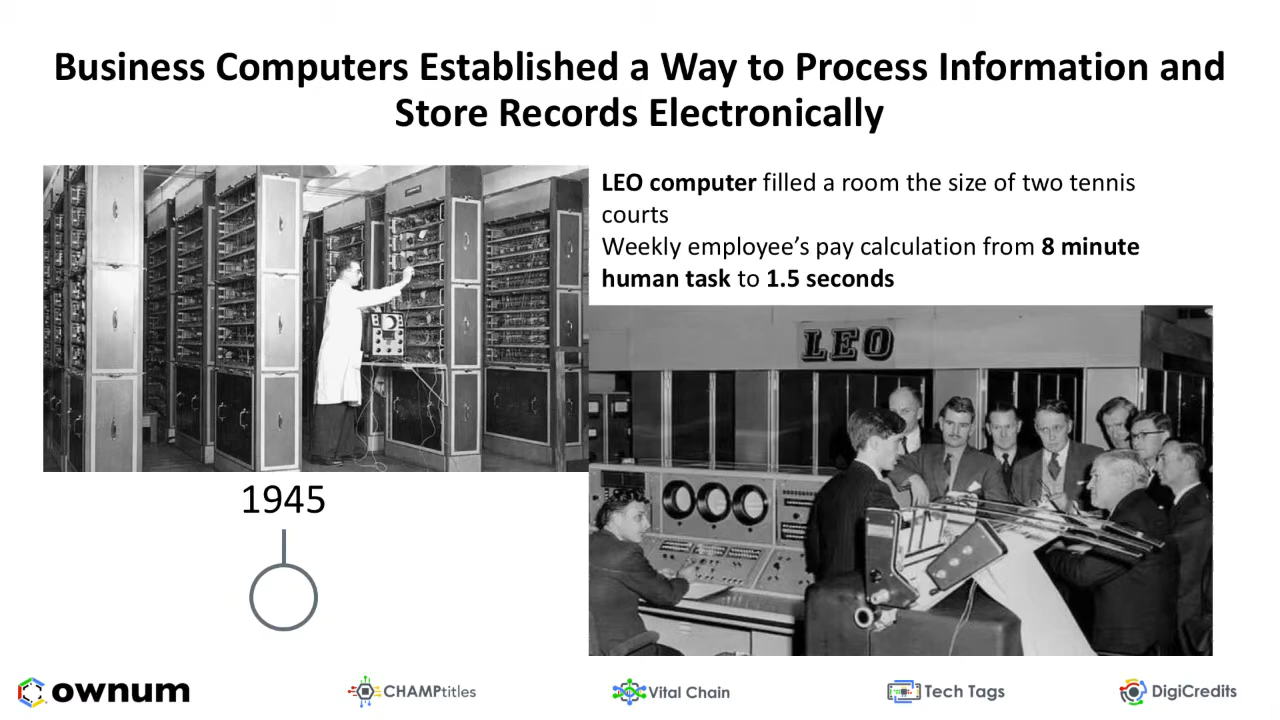 Business Computers Established a Way to Process Information and
Store Records Electronically
LEO computer filled a room the size of two tennis
courts
Weekly employee’s pay calculation from 8 minute
human task to 1.5 seconds
LEO
1945
ownum
CHAMPtitles
Vital Chain
Tech Tags
DigiCredits